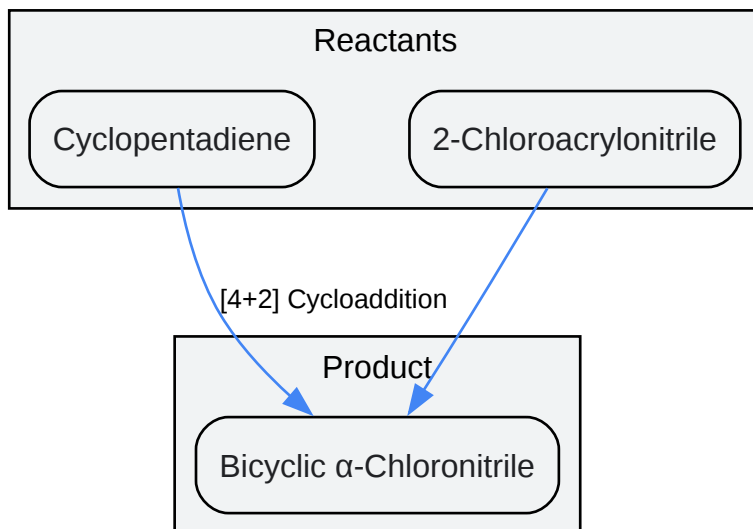 Reactants
Cyclopentadiene
2-Chloroacrylonitrile
[4+2] Cycloaddition
Product
Bicyclic α-Chloronitrile